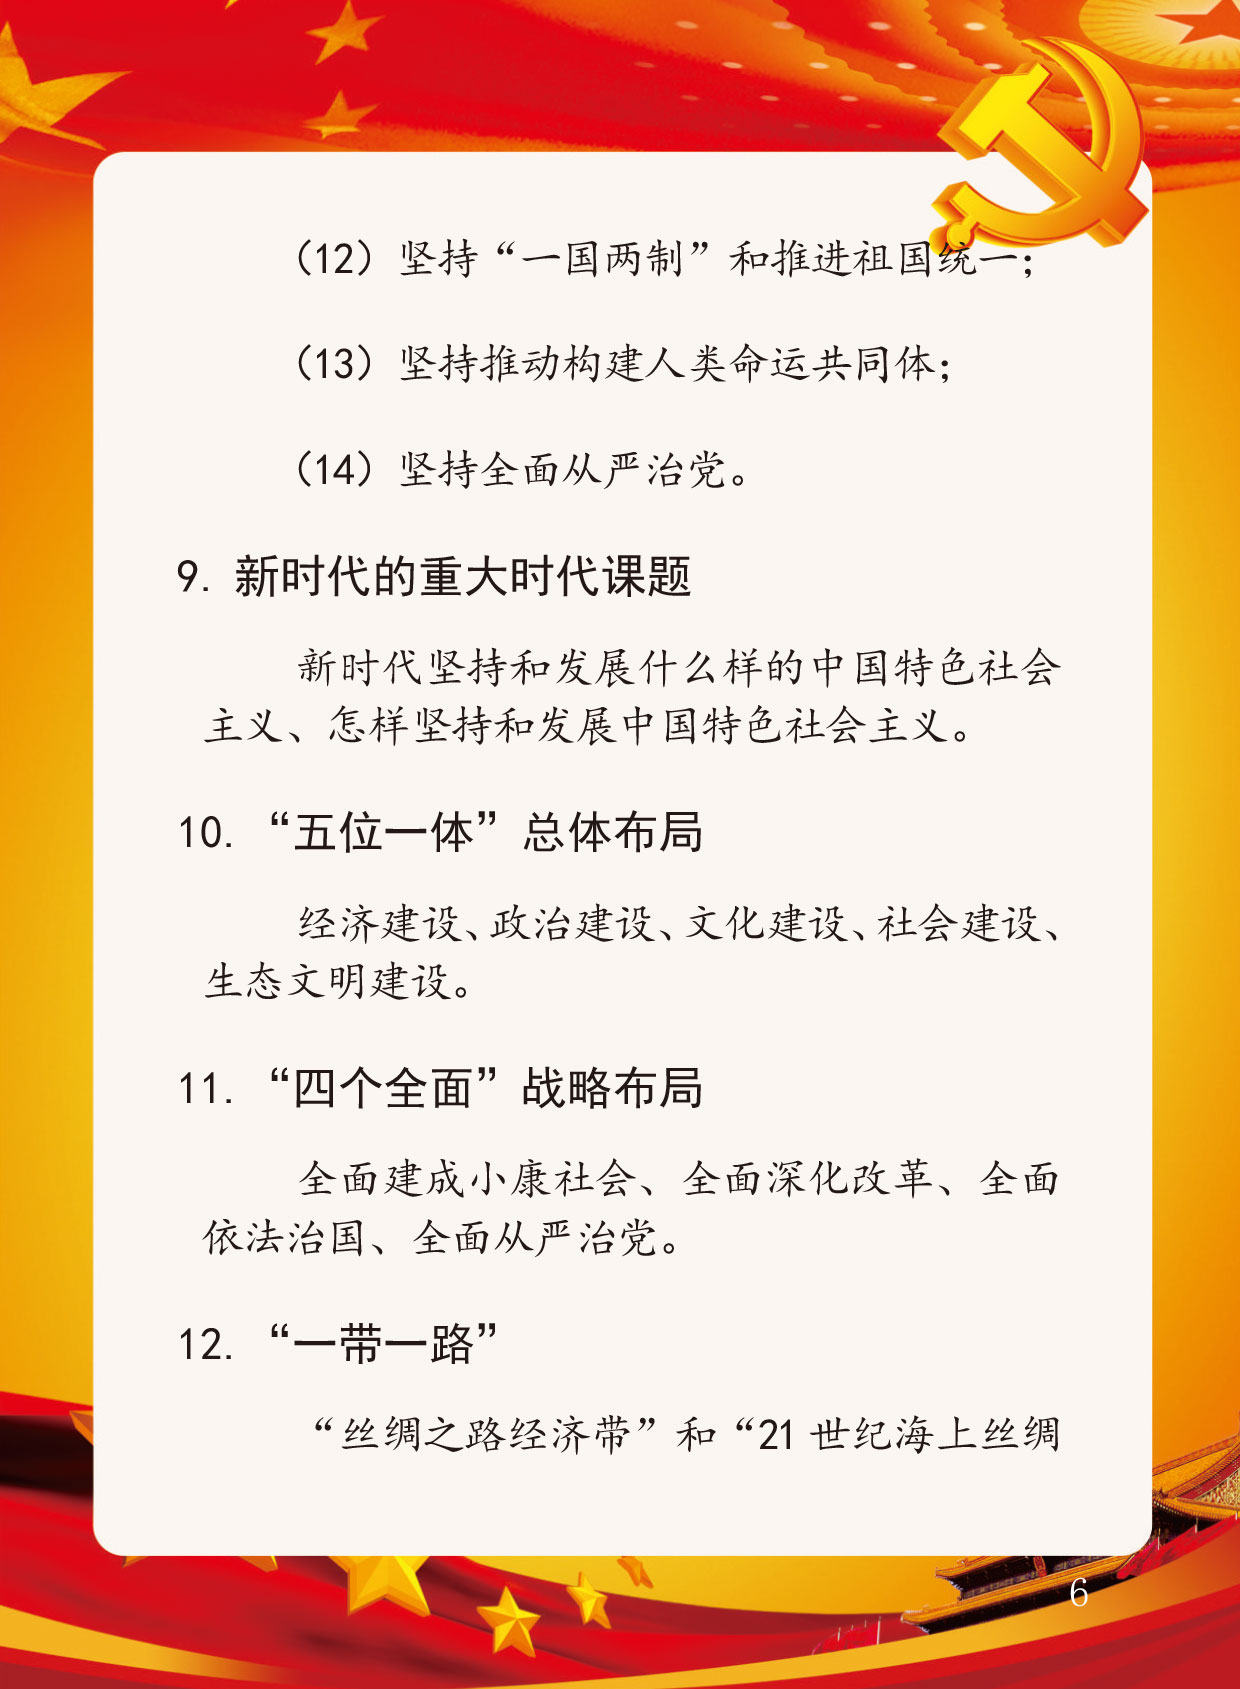 （12）坚持“一国两制”和推进祖国统一；
（13）坚持推动构建人类命运共同体；
（14）坚持全面从严治党。
9. 新时代的重大时代课题
新时代坚持和发展什么样的中国特色社会
主义、怎样坚持和发展中国特色社会主义。
10. “五位一体”总体布局
经济建设、政治建设、文化建设、社会建设、
生态文明建设。
11. “四个全面”战略布局
全面建成小康社会、全面深化改革、全面
依法治国、全面从严治党。
12. “一带一路”
“丝绸之路经济带”和“21 世纪海上丝绸
6